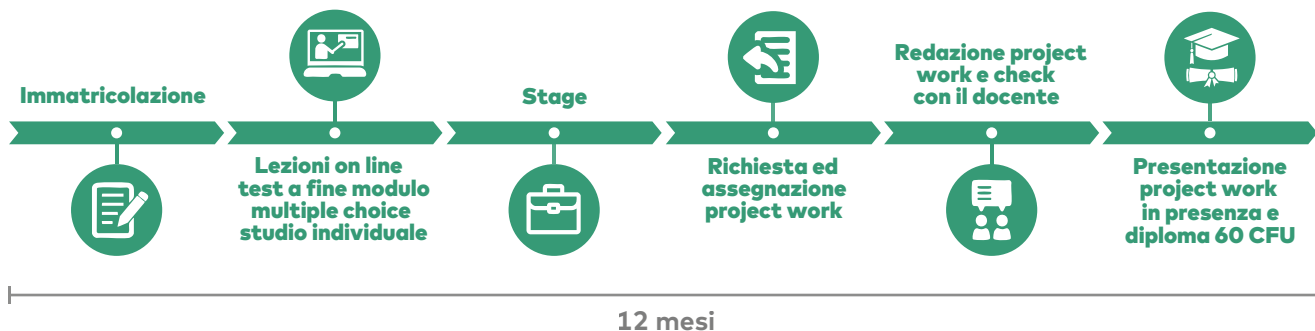 Immatricolazione
Lezioni on line
test a fine modulo
multiple choice
studio individuale
Stage
Richiesta ed
assegnazione
project work
Redazione project
work e check
con il docente
Presentazione
project work
in presenza e
diploma 60 CFU
12 mesi